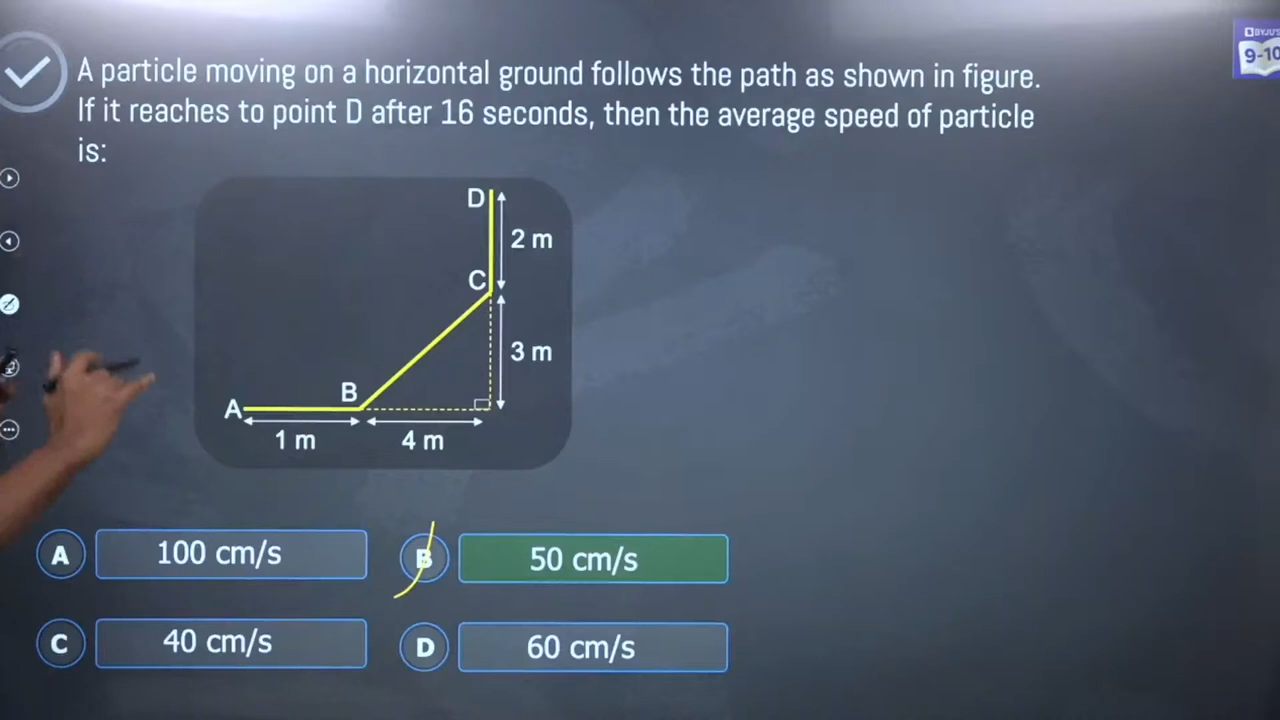 BYJU'S
9-10
A particle moving on a horizontal ground follows the path as shown in figure.
If it reaches to point D after 16 seconds, then the average speed of particle
is:
D
2 m
C
3 m
B
A
1 m
4 m
A
100 cm/s
B
50 cm/s
C
40 cm/s
D
60 cm/s